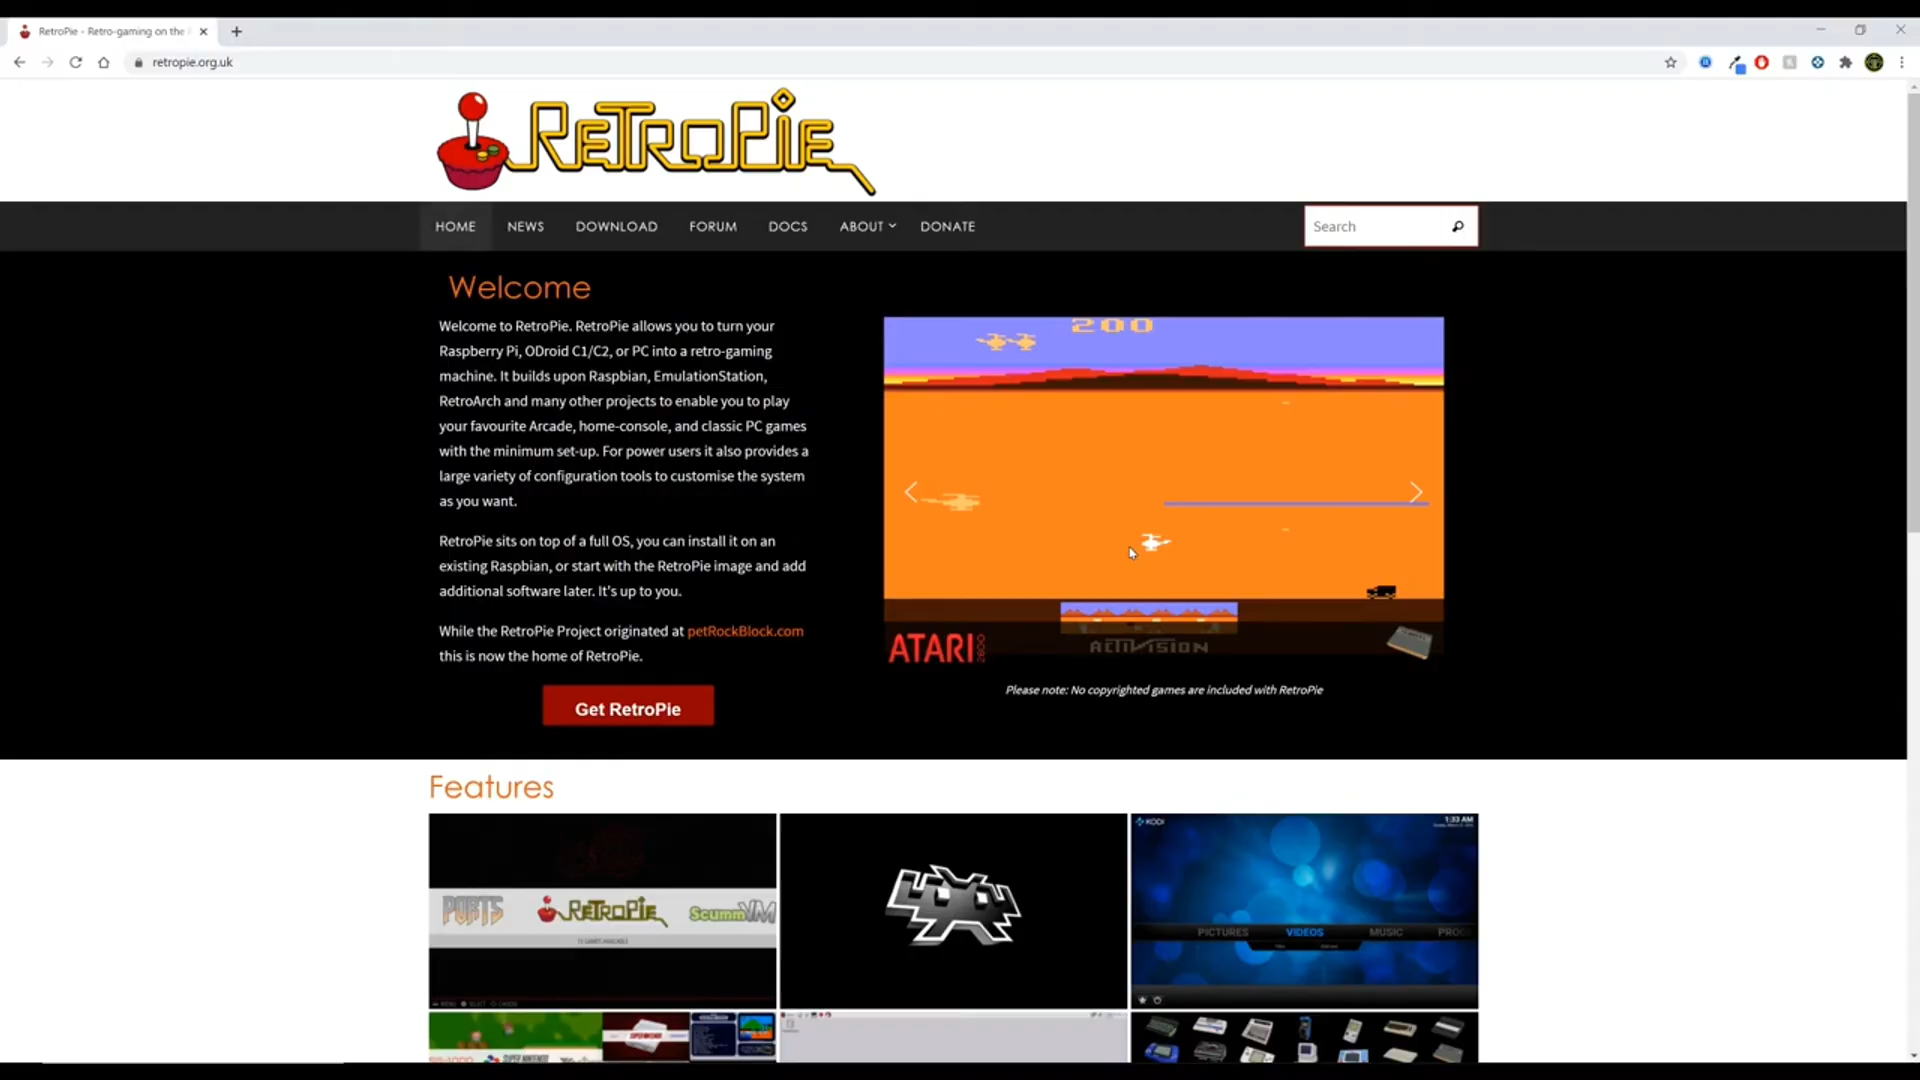 RetroPie - Retro-gaming on the
retropie.org.uk
RETROPIE
HOME NEWS DOWNLOAD FORUM DOCS ABOUT DONATE
Search
Welcome
Welcome to RetroPie. RetroPie allows you to turn your
Raspberry Pi, ODroid C1/C2, or PC into a retro-gaming
machine. It builds upon Raspbian, EmulationStation,
RetroArch and many other projects to enable you to play
your favourite Arcade, home-console, and classic PC games
with the minimum set-up. For power users it also provides a
large variety of configuration tools to customise the system
as you want.
RetroPie sits on top of a full OS, you can install it on an
existing Raspbian, or start with the RetroPie image and add
additional software later. It's up to you.
While the RetroPie Project originated at petRockBlock.com
this is now the home of RetroPie.
Get RetroPie
200
ATARI 2600
ACTIVISION
Please note: No copyrighted games are included with RetroPie
Features
PORTS RETROPIE ScummVM
KODI
1:33 AM
PICTURES VIDEOS MUSIC PROG
SUPER NINTENDO